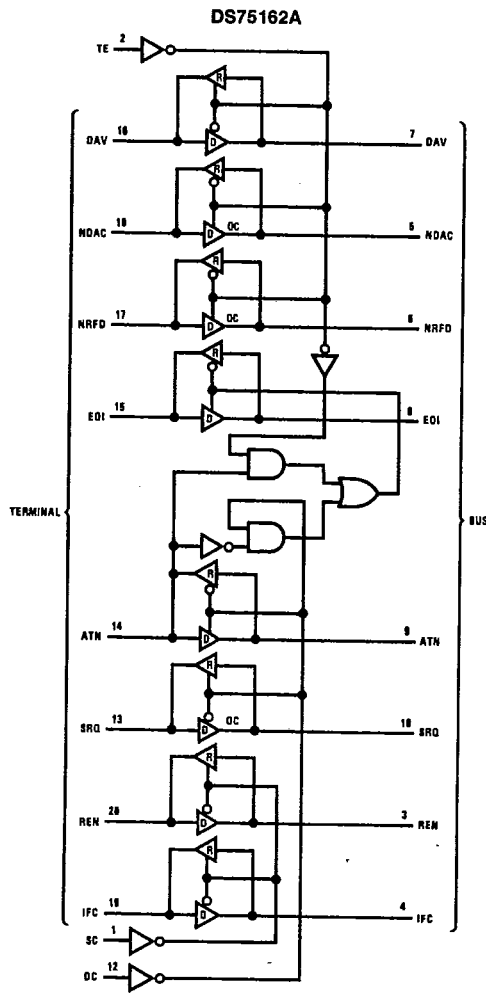 DS75162A
TE 2
R
DAV 16 D 7 DAV
R
NDAC 18 D OC 5 NDAC
R
NRFD 17 D OC 6 NRFD
R
EOI 15 D 8 EOI
TERMINAL BUS
R
ATN 14 D 9 ATN
R
SRQ 13 D OC 10 SRQ
R
REN 20 D 3 REN
R
IFC 19 D 4 IFC
SC 1
DC 12